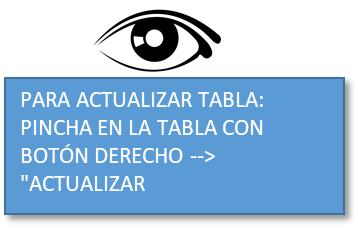 PARA ACTUALIZAR TABLA:
PINCHA EN LA TABLA CON
BOTÓN DERECHO -->
"ACTUALIZAR